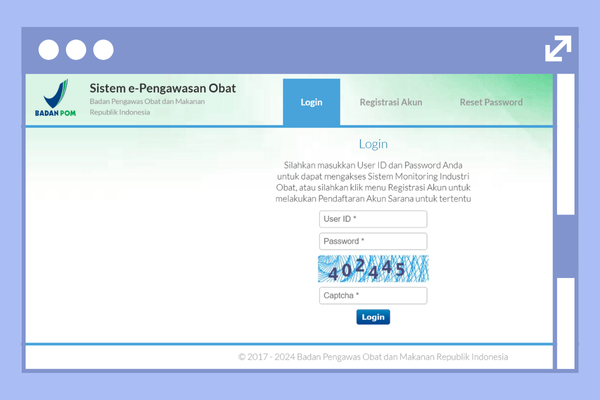 Sistem e-Pengawasan Obat
Badan Pengawas Obat dan Makanan
Republik Indonesia
BADAN POM
Login
Registrasi Akun
Reset Password
Login
Silahkan masukkan User ID dan Password Anda
untuk dapat mengakses Sistem Monitoring Industri
Obat, atau silahkan klik menu Registrasi Akun untuk
melakukan Pendaftaran Akun Sarana untuk tertentu
User ID *
Password *
402445
Captcha *
Login
© 2017 - 2024 Badan Pengawas Obat dan Makanan Republik Indonesia